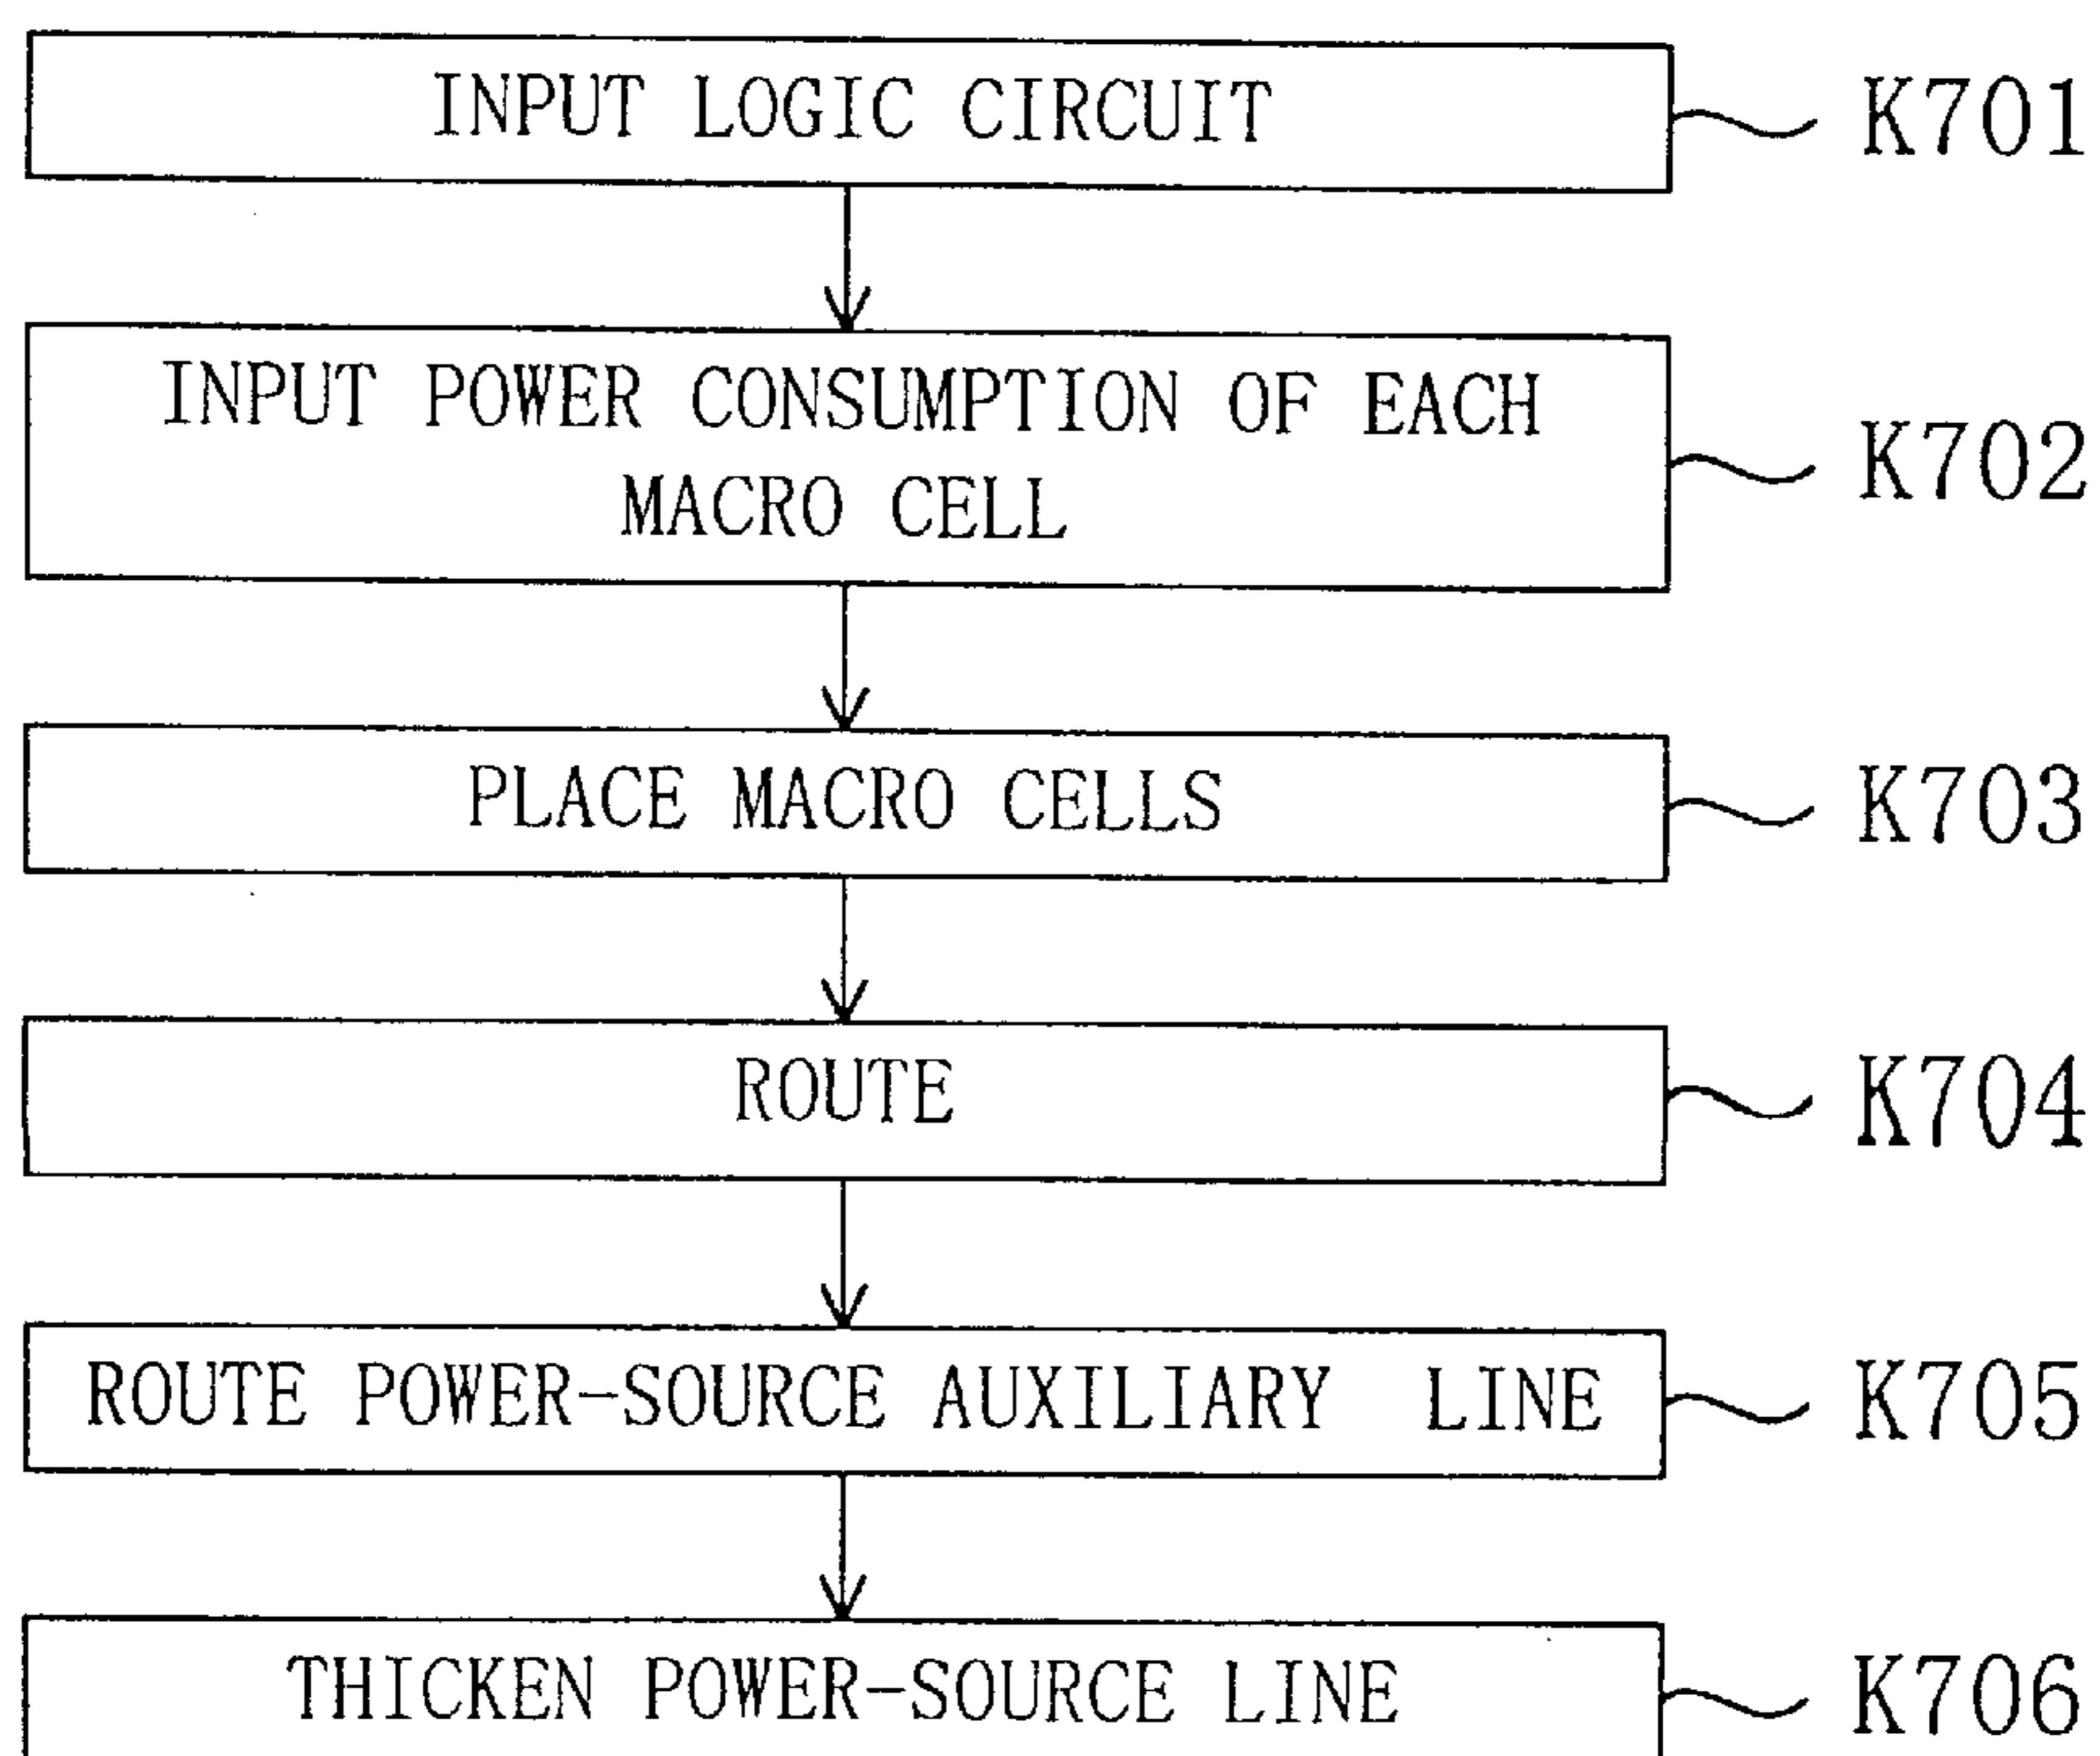 INPUT LOGIC CIRCUIT
K701
INPUT POWER CONSUMPTION OF EACH
MACRO CELL
K702
PLACE MACRO CELLS
K703
ROUTE
K704
ROUTE POWER-SOURCE AUXILIARY LINE
K705
THICKEN POWER-SOURCE LINE
K706